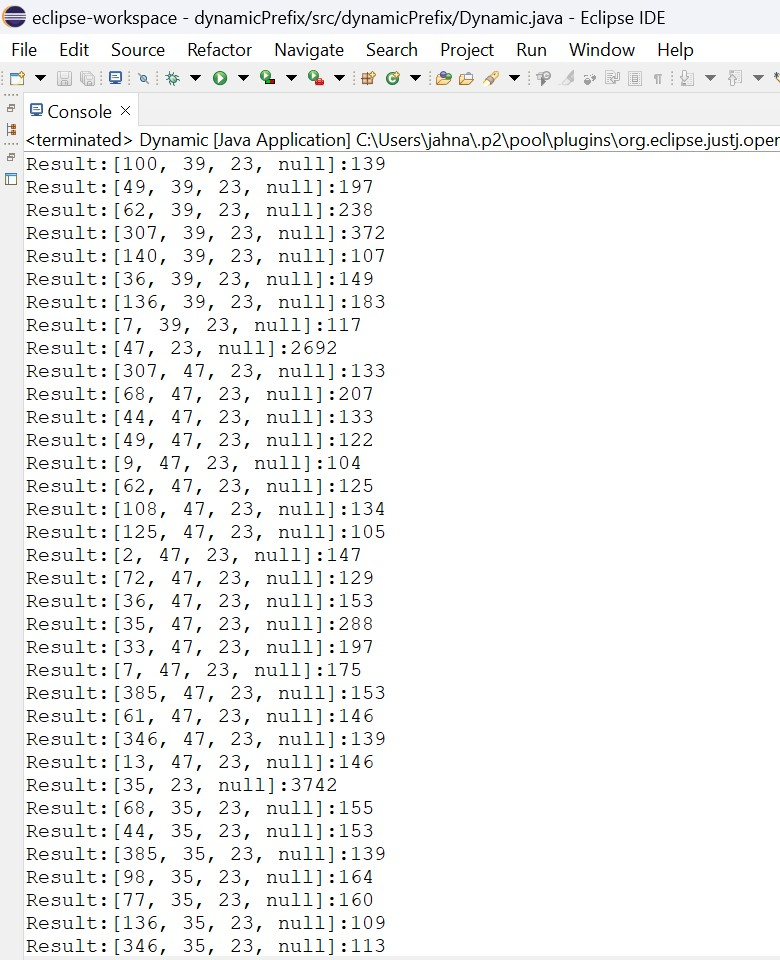 eclipse-workspace - dynamicPrefix/src/dynamicPrefix/Dynamic.java - Eclipse IDE
File Edit Source Refactor Navigate Search Project Run Window Help
Console
<terminated> Dynamic [Java Application] C:\Users\jahna\.p2\pool\plugins\org.eclipse.justj.oper
Result:[100, 39, 23, null]:139
Result:[49, 39, 23, null]:197
Result:[62, 39, 23, null]:238
Result:[307, 39, 23, null]:372
Result:[140, 39, 23, null]:107
Result:[36, 39, 23, null]:149
Result:[136, 39, 23, null]:183
Result:[7, 39, 23, null]:117
Result:[47, 23, null]:2692
Result:[307, 47, 23, null]:133
Result:[68, 47, 23, null]:207
Result:[44, 47, 23, null]:133
Result:[49, 47, 23, null]:122
Result:[9, 47, 23, null]:104
Result:[62, 47, 23, null]:125
Result:[108, 47, 23, null]:134
Result:[125, 47, 23, null]:105
Result:[2, 47, 23, null]:147
Result:[72, 47, 23, null]:129
Result:[36, 47, 23, null]:153
Result:[35, 47, 23, null]:288
Result:[33, 47, 23, null]:197
Result:[7, 47, 23, null]:175
Result:[385, 47, 23, null]:153
Result:[61, 47, 23, null]:146
Result:[346, 47, 23, null]:139
Result:[13, 47, 23, null]:146
Result:[35, 23, null]:3742
Result:[68, 35, 23, null]:155
Result:[44, 35, 23, null]:153
Result:[385, 35, 23, null]:139
Result:[98, 35, 23, null]:164
Result:[77, 35, 23, null]:160
Result:[136, 35, 23, null]:109
Result:[346, 35, 23, null]:113